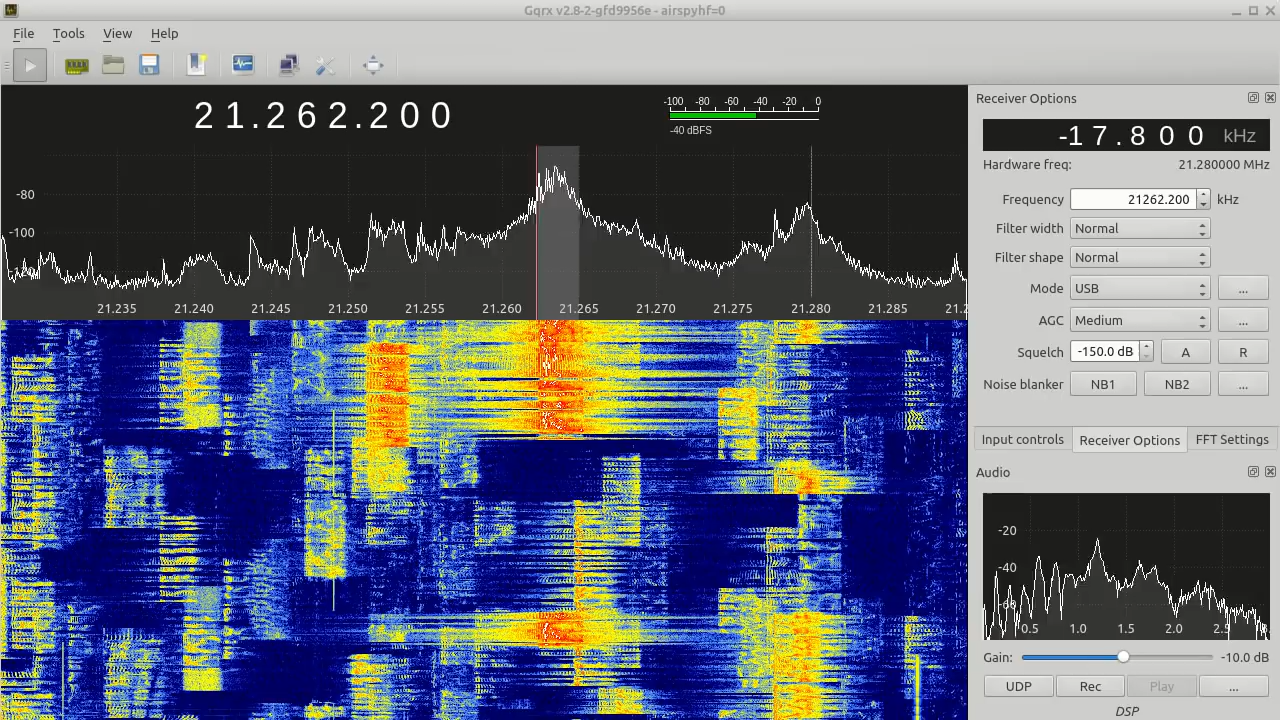 Gqrx v2.8-2-gfd9956e - airspyhf=0
File Tools View Help
21.262.200
-100 -80 -60 -40 -20 0
-40 dBFS
-80
-100
21.235 21.240 21.245 21.250 21.255 21.260 21.265 21.270 21.275 21.280 21.285 21.2
Receiver Options
-17.800 kHz
Hardware freq: 21.280000 MHz
Frequency 21262.200 kHz
Filter width Normal
Filter shape Normal
Mode USB ...
AGC Medium ...
Squelch -150.0 dB A R
Noise blanker NB1 NB2 ...
Input controls Receiver Options FFT Settings
Audio
-20
-40
0.5 1.0 1.5 2.0 2.5
Gain: -10.0 dB
UDP Rec Play ...
DSP